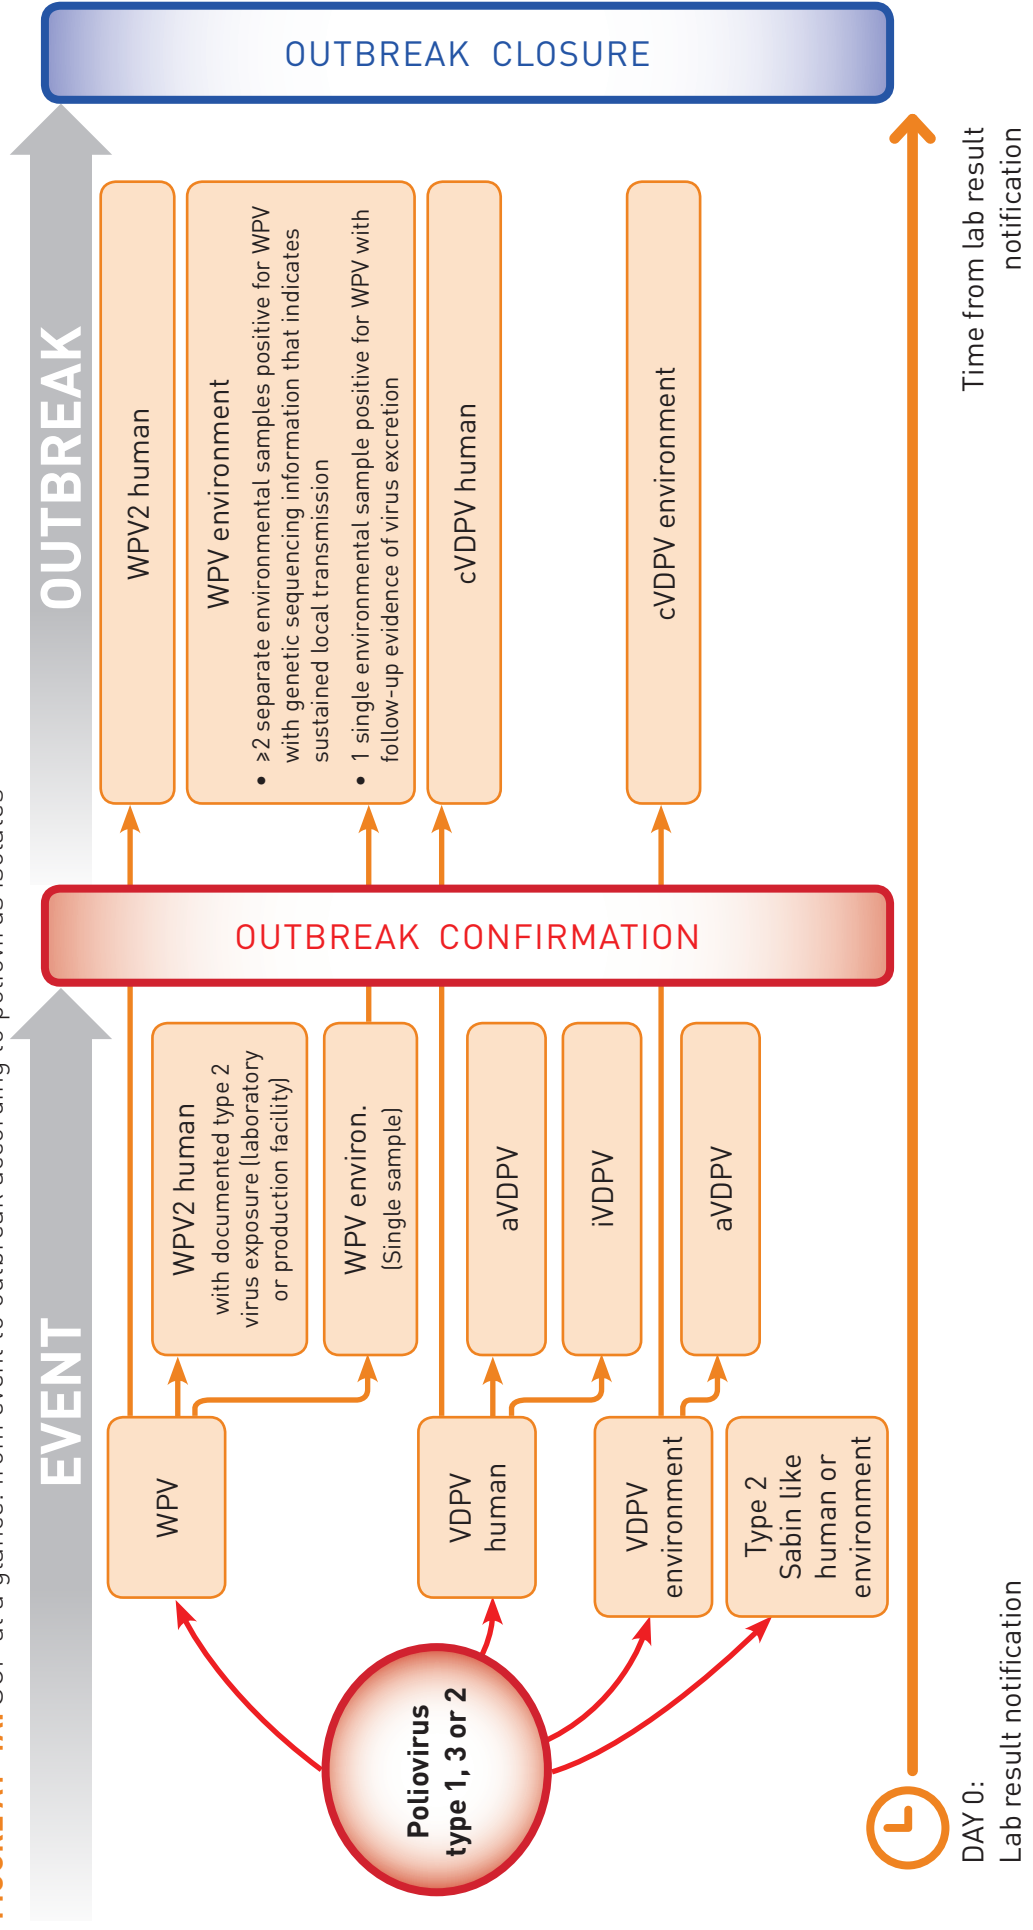 EVENT
OUTBREAK
Poliovirus
type 1, 3 or 2
WPV
VDPV
human
VDPV
environment
Type 2
Sabin like
human or
environment
WPV2 human
with documented type 2
virus exposure (laboratory
or production facility)
WPV environ.
(Single sample)
aVDPV
iVDPV
aVDPV
OUTBREAK CONFIRMATION
WPV2 human
WPV environment
• ≥2 separate environmental samples positive for WPV
with genetic sequencing information that indicates
sustained local transmission
• 1 single environmental sample positive for WPV with
follow-up evidence of virus excretion
cVDPV human
cVDPV environment
OUTBREAK CLOSURE
DAY 0:
Lab result notification
Time from lab result
notification